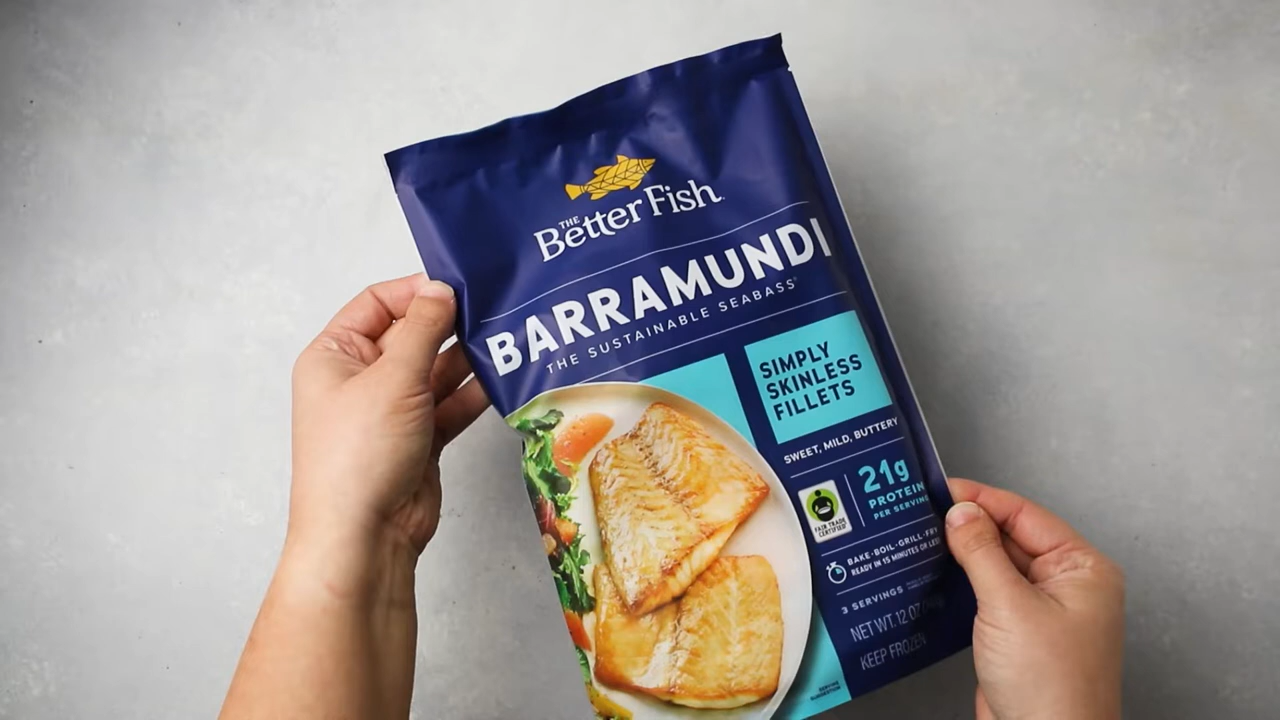 THE
Better Fish
BARRAMUNDI
THE SUSTAINABLE SEABASS®
SIMPLY
SKINLESS
FILLETS
SWEET, MILD, BUTTERY
21g
PROTEIN
PER SERVING
FAIR TRADE
CERTIFIED
BAKE·BOIL·GRILL·FRY
READY IN 15 MINUTES OR LESS
3 SERVINGS
NET WT. 12 OZ
KEEP FROZEN
SERVING
SUGGESTION